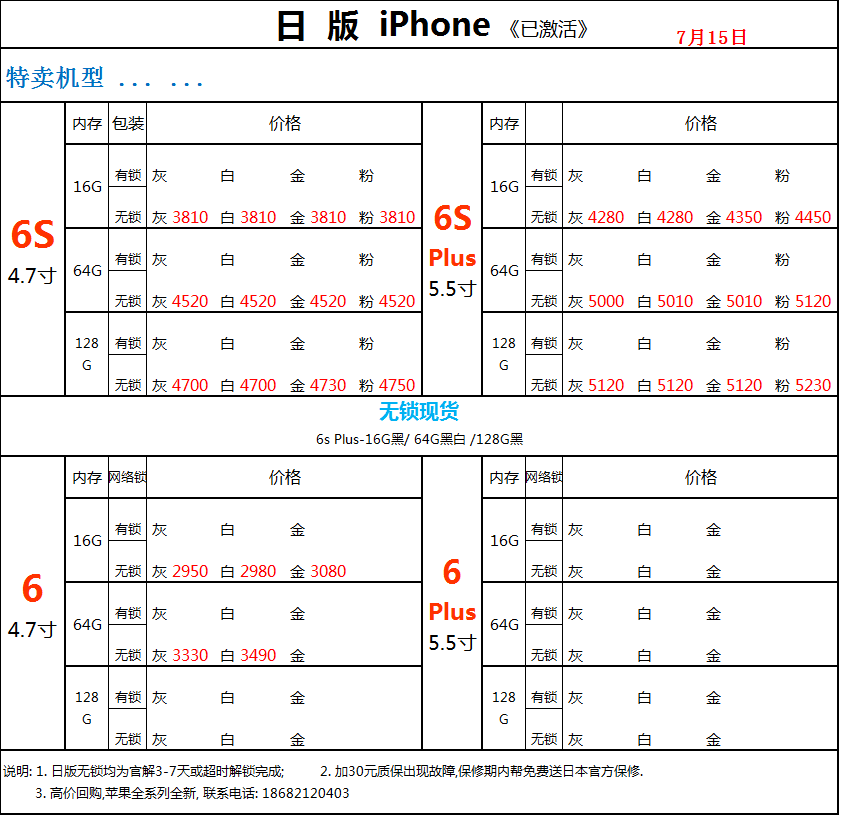 日 版 iPhone 《已激活》 7月15日
特卖机型 ... ...
内存 包装 价格 内存 价格
6S
4.7寸
16G
有锁 灰 白 金 粉
无锁 灰 3810 白 3810 金 3810 粉 3810
64G
有锁 灰 白 金 粉
无锁 灰 4520 白 4520 金 4520 粉 4520
128
G
有锁 灰 白 金 粉
无锁 灰 4700 白 4700 金 4730 粉 4750
6S
Plus
5.5寸
16G
有锁 灰 白 金 粉
无锁 灰 4280 白 4280 金 4350 粉 4450
64G
有锁 灰 白 金 粉
无锁 灰 5000 白 5010 金 5010 粉 5120
128
G
有锁 灰 白 金 粉
无锁 灰 5120 白 5120 金 5120 粉 5230
无锁现货
6s Plus-16G黑/ 64G黑白 /128G黑
内存 网络锁 价格 内存 网络锁 价格
6
4.7寸
16G
有锁 灰 白 金
无锁 灰 2950 白 2980 金 3080
64G
有锁 灰 白 金
无锁 灰 3330 白 3490 金
128
G
有锁 灰 白 金
无锁 灰 白 金
6
Plus
5.5寸
16G
有锁 灰 白 金
无锁 灰 白 金
64G
有锁 灰 白 金
无锁 灰 白 金
128
G
有锁 灰 白 金
无锁 灰 白 金
说明: 1. 日版无锁均为官解3-7天或超时解锁完成; 2. 加30元质保出现故障,保修期内帮免费送日本官方保修.
3. 高价回购,苹果全系列全新, 联系电话: 18682120403